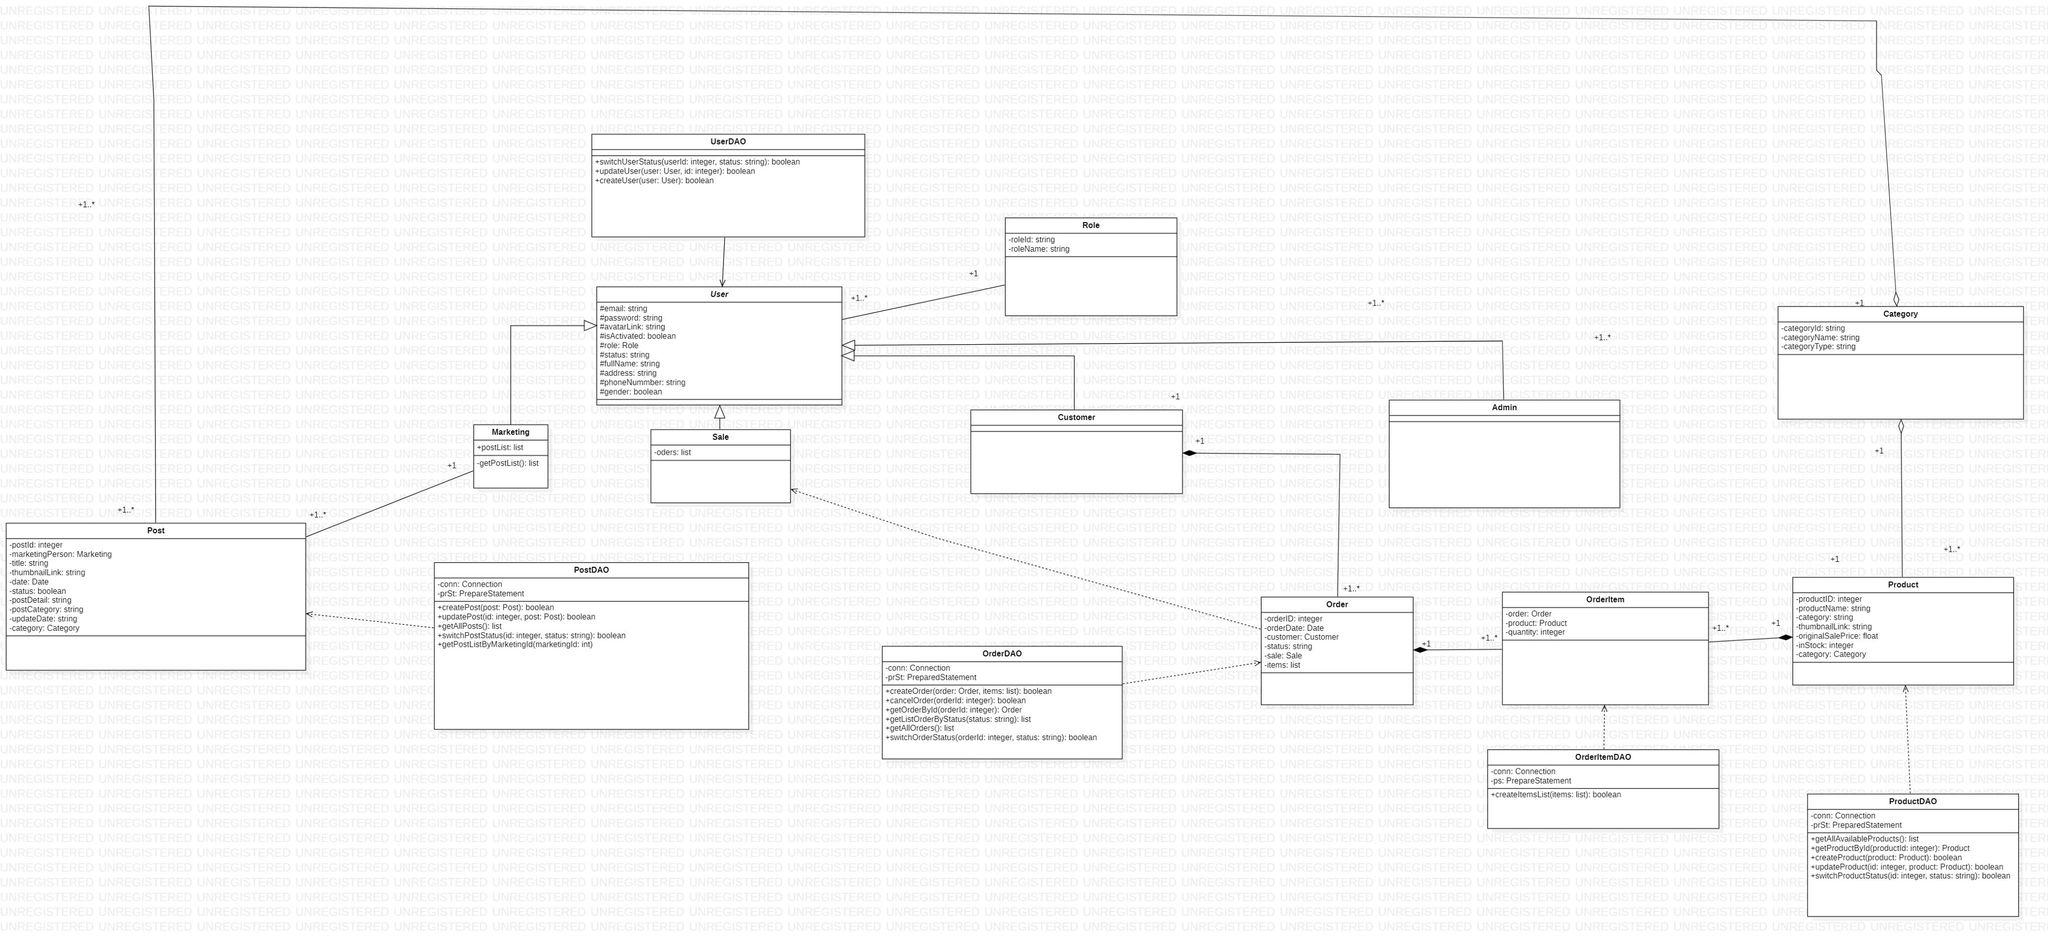 UNREGISTERED UNREGISTERED UNREGISTERED UNREGISTERED UNREGISTERED UNREGISTERED UNREGISTERED
UserDAO
+switchUserStatus(userId: integer, status: string): boolean
+updateUser(user: User, id: integer): boolean
+createUser(user: User): boolean
+1..*
Role
-roleId: string
-roleName: string
+1
+1..*
User
#email: string
#password: string
#avatarLink: string
#isActivated: boolean
#role: Role
#status: string
#fullName: string
#address: string
#phoneNummber: string
#gender: boolean
+1..*
+1..*
+1
Category
-categoryId: string
-categoryName: string
-categoryType: string
+1
Customer
+1
Admin
Marketing
+postList: list
-getPostList(): list
Sale
-oders: list
+1
+1
+1..*
+1..*
Post
-postId: integer
-marketingPerson: Marketing
-title: string
-thumbnailLink: string
-date: Date
-status: boolean
-postDetail: string
-postCategory: string
-updateDate: string
-category: Category
PostDAO
-conn: Connection
-prSt: PrepareStatement
+createPost(post: Post): boolean
+updatePost(id: integer, post: Post): boolean
+getAllPosts(): list
+switchPostStatus(id: integer, status: string): boolean
+getPostListByMarketingId(marketingId: int)
+1
+1..*
+1..*
Order
-orderID: integer
-orderDate: Date
-customer: Customer
-status: string
-sale: Sale
-items: list
+1
+1..*
OrderItem
-order: Order
-product: Product
-quantity: integer
+1..*
+1
Product
-productID: integer
-productName: string
-category: string
-thumbnailLink: string
-originalSalePrice: float
-inStock: integer
-category: Category
OrderDAO
-conn: Connection
-prSt: PreparedStatement
+createOrder(order: Order, items: list): boolean
+cancelOrder(orderId: integer): boolean
+getOrderById(orderId: integer): Order
+getListOrderByStatus(status: string): list
+getAllOrders(): list
+switchOrderStatus(orderId: integer, status: string): boolean
OrderItemDAO
-conn: Connection
-ps: PrepareStatement
+createItemsList(items: list): boolean
ProductDAO
-conn: Connection
-prSt: PreparedStatement
+getAllAvailableProducts(): list
+getProductById(productId: integer): Product
+createProduct(product: Product): boolean
+updateProduct(id: integer, product: Product): boolean
+switchProductStatus(id: integer, status: string): boolean